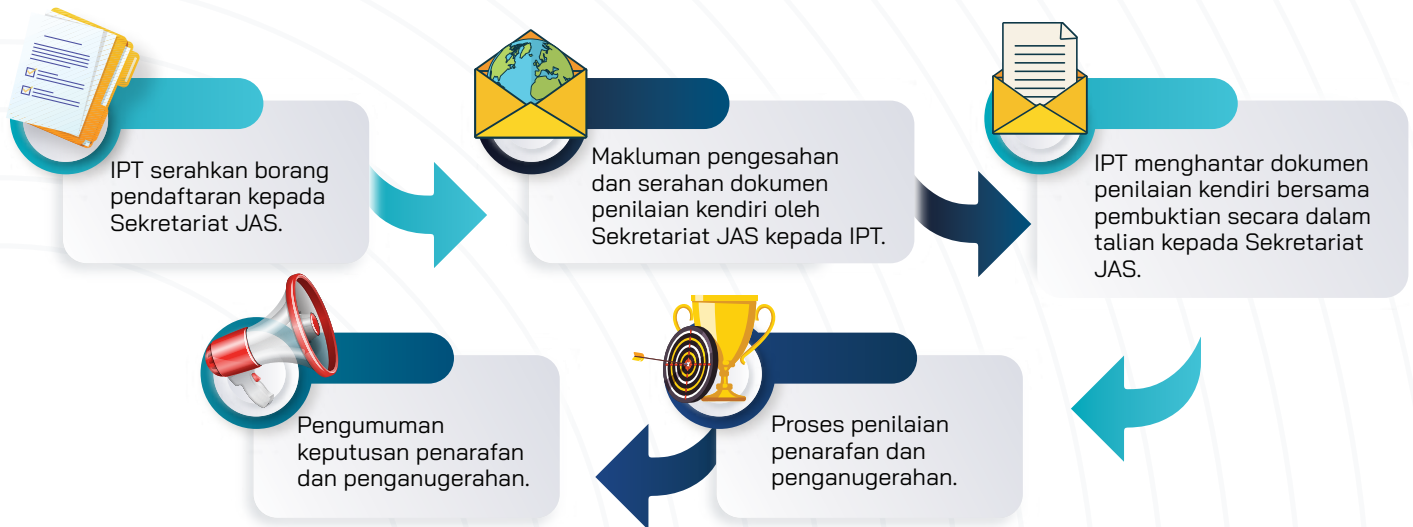 IPT serahkan borang
pendaftaran kepada
Sekretariat JAS.
Makluman pengesahan
dan serahan dokumen
penilaian kendiri oleh
Sekretariat JAS kepada IPT.
IPT menghantar dokumen
penilaian kendiri bersama
pembuktian secara dalam
talian kepada Sekretariat
JAS.
Proses penilaian
penarafan dan
penganugerahan.
Pengumuman
keputusan penarafan
dan penganugerahan.